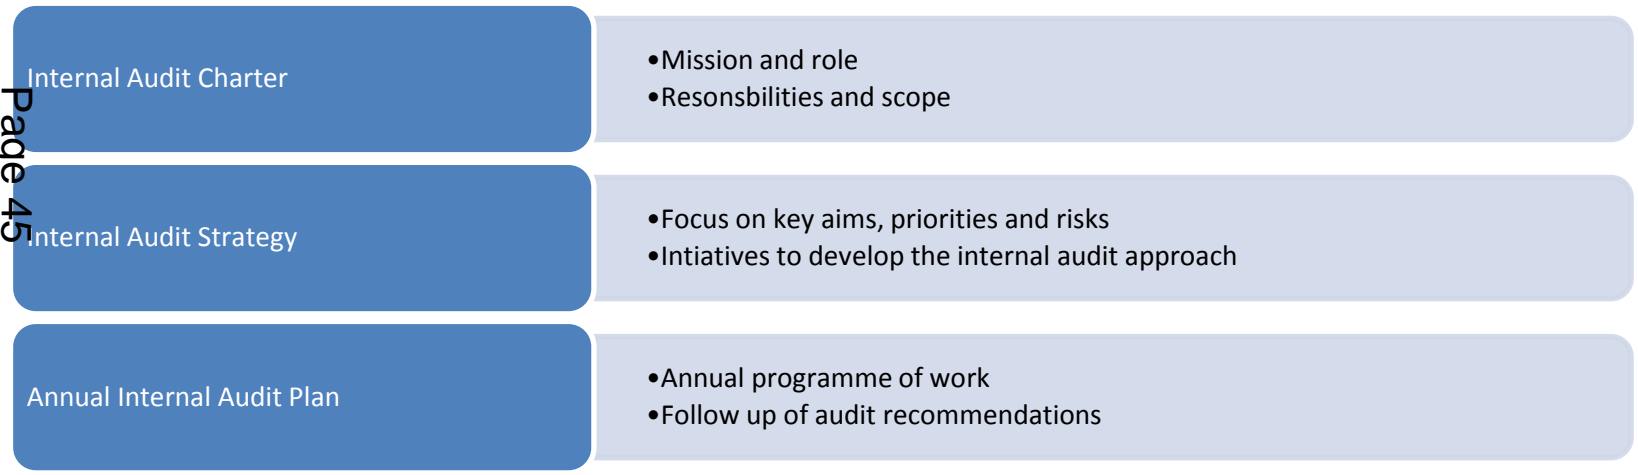 Internal Audit Charter
•Mission and role
•Resonsbilities and scope
Page 45
Internal Audit Strategy
•Focus on key aims, priorities and risks
•Intiatives to develop the internal audit approach
Annual Internal Audit Plan
•Annual programme of work
•Follow up of audit recommendations